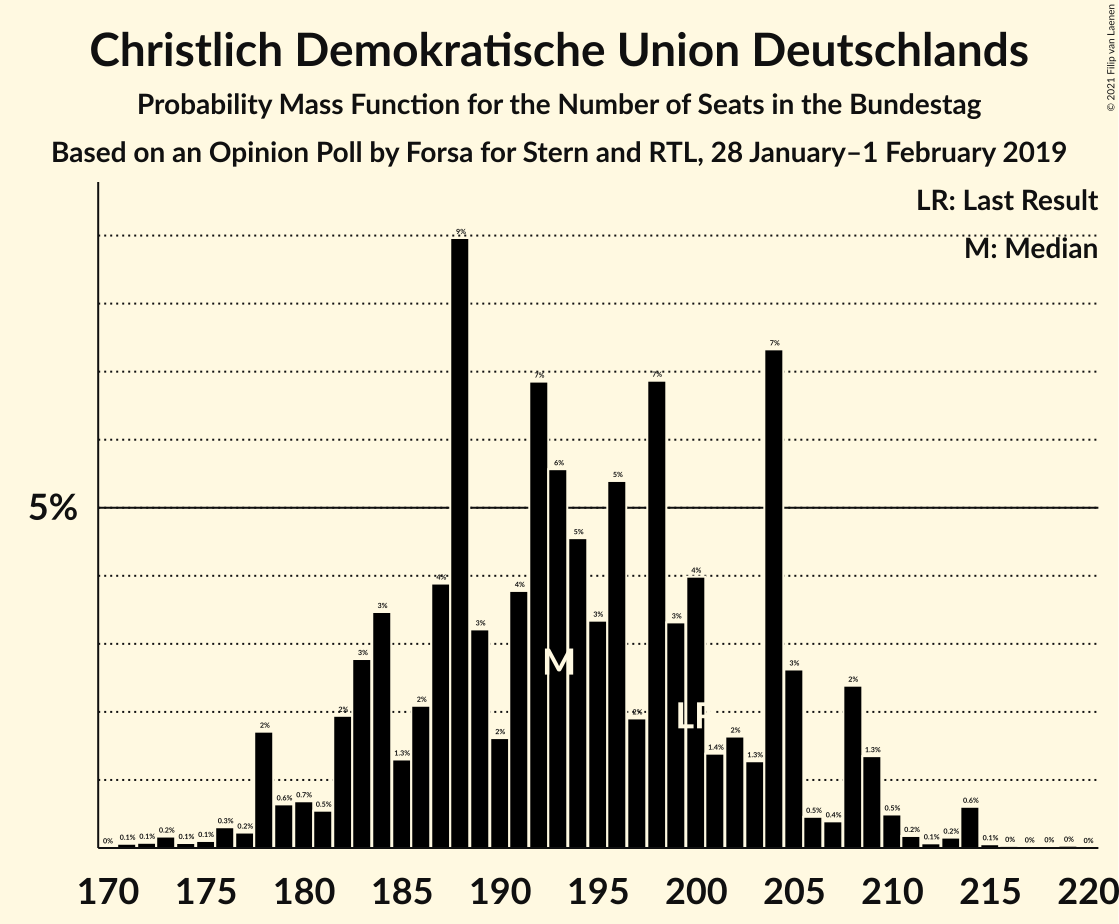 Christlich Demokratische Union Deutschlands
Probability Mass Function for the Number of Seats in the Bundestag
Based on an Opinion Poll by Forsa for Stern and RTL, 28 January–1 February 2019
© 2021 Filip van Laenen
LR: Last Result
M: Median
5%
0% 0.1% 0.1% 0.2% 0.1% 0.1% 0.3% 0.2% 2% 0.6% 0.7% 0.5% 2% 3% 3% 1.3% 2% 4% 9% 3% 2% 4% 7% 6% 5% 3% 5% 2% 7% 3% 4% 1.4% 2% 1.3% 7% 3% 0.5% 0.4% 2% 1.3% 0.5% 0.2% 0.1% 0.2% 0.6% 0.1% 0% 0% 0% 0% 0%
M
LR
170 175 180 185 190 195 200 205 210 215 220